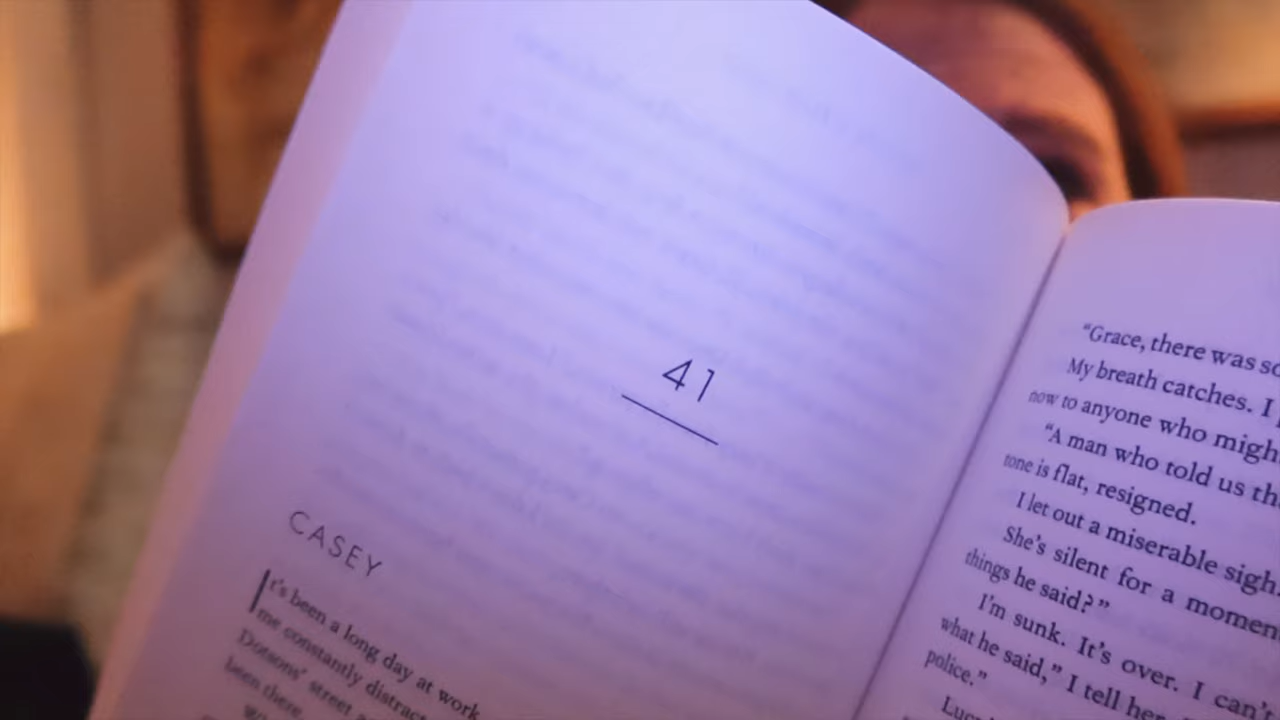 41
CASEY
It's been a long day at work
me constantly distract
Dotsons' street a
been there.
"Grace, there was so
My breath catches. I
now to anyone who migh
"A man who told us tha
tone is flat, resigned.
I let out a miserable sigh.
She's silent for a momen
things he said?"
I'm sunk. It's over. I can't
what he said," I tell her
police."
Lucy